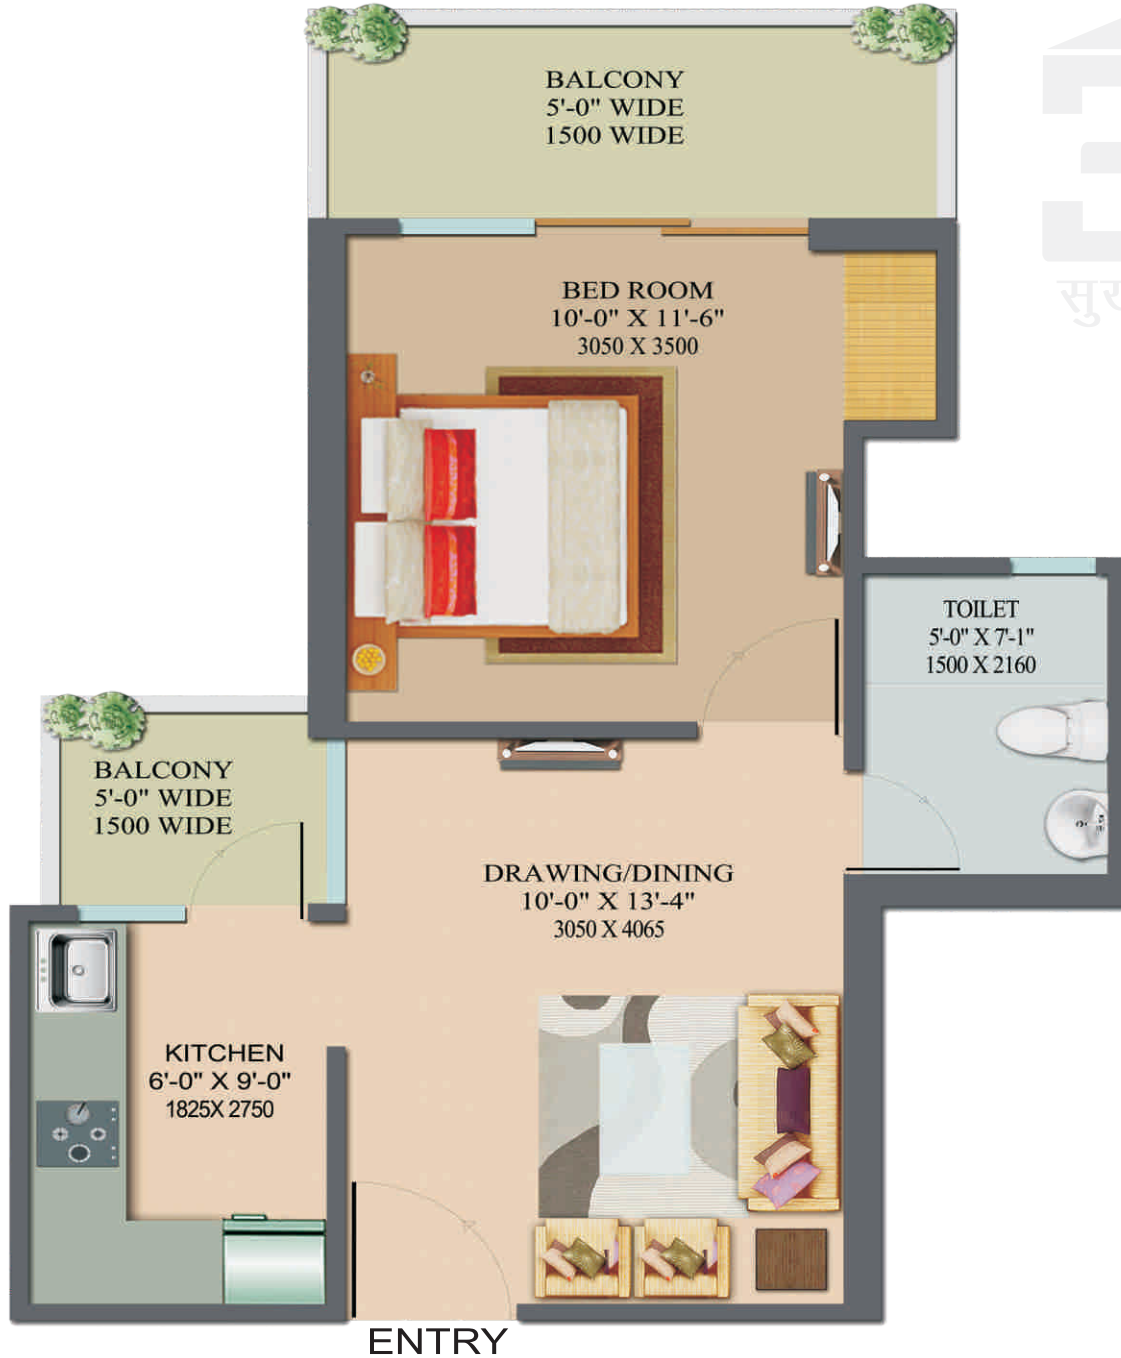 BALCONY
5'-0" WIDE
1500 WIDE
BED ROOM
10'-0" X 11'-6"
3050 X 3500
TOILET
5'-0" X 7'-1"
1500 X 2160
BALCONY
5'-0" WIDE
1500 WIDE
DRAWING/DINING
10'-0" X 13'-4"
3050 X 4065
KITCHEN
6'-0" X 9'-0"
1825X 2750
ENTRY